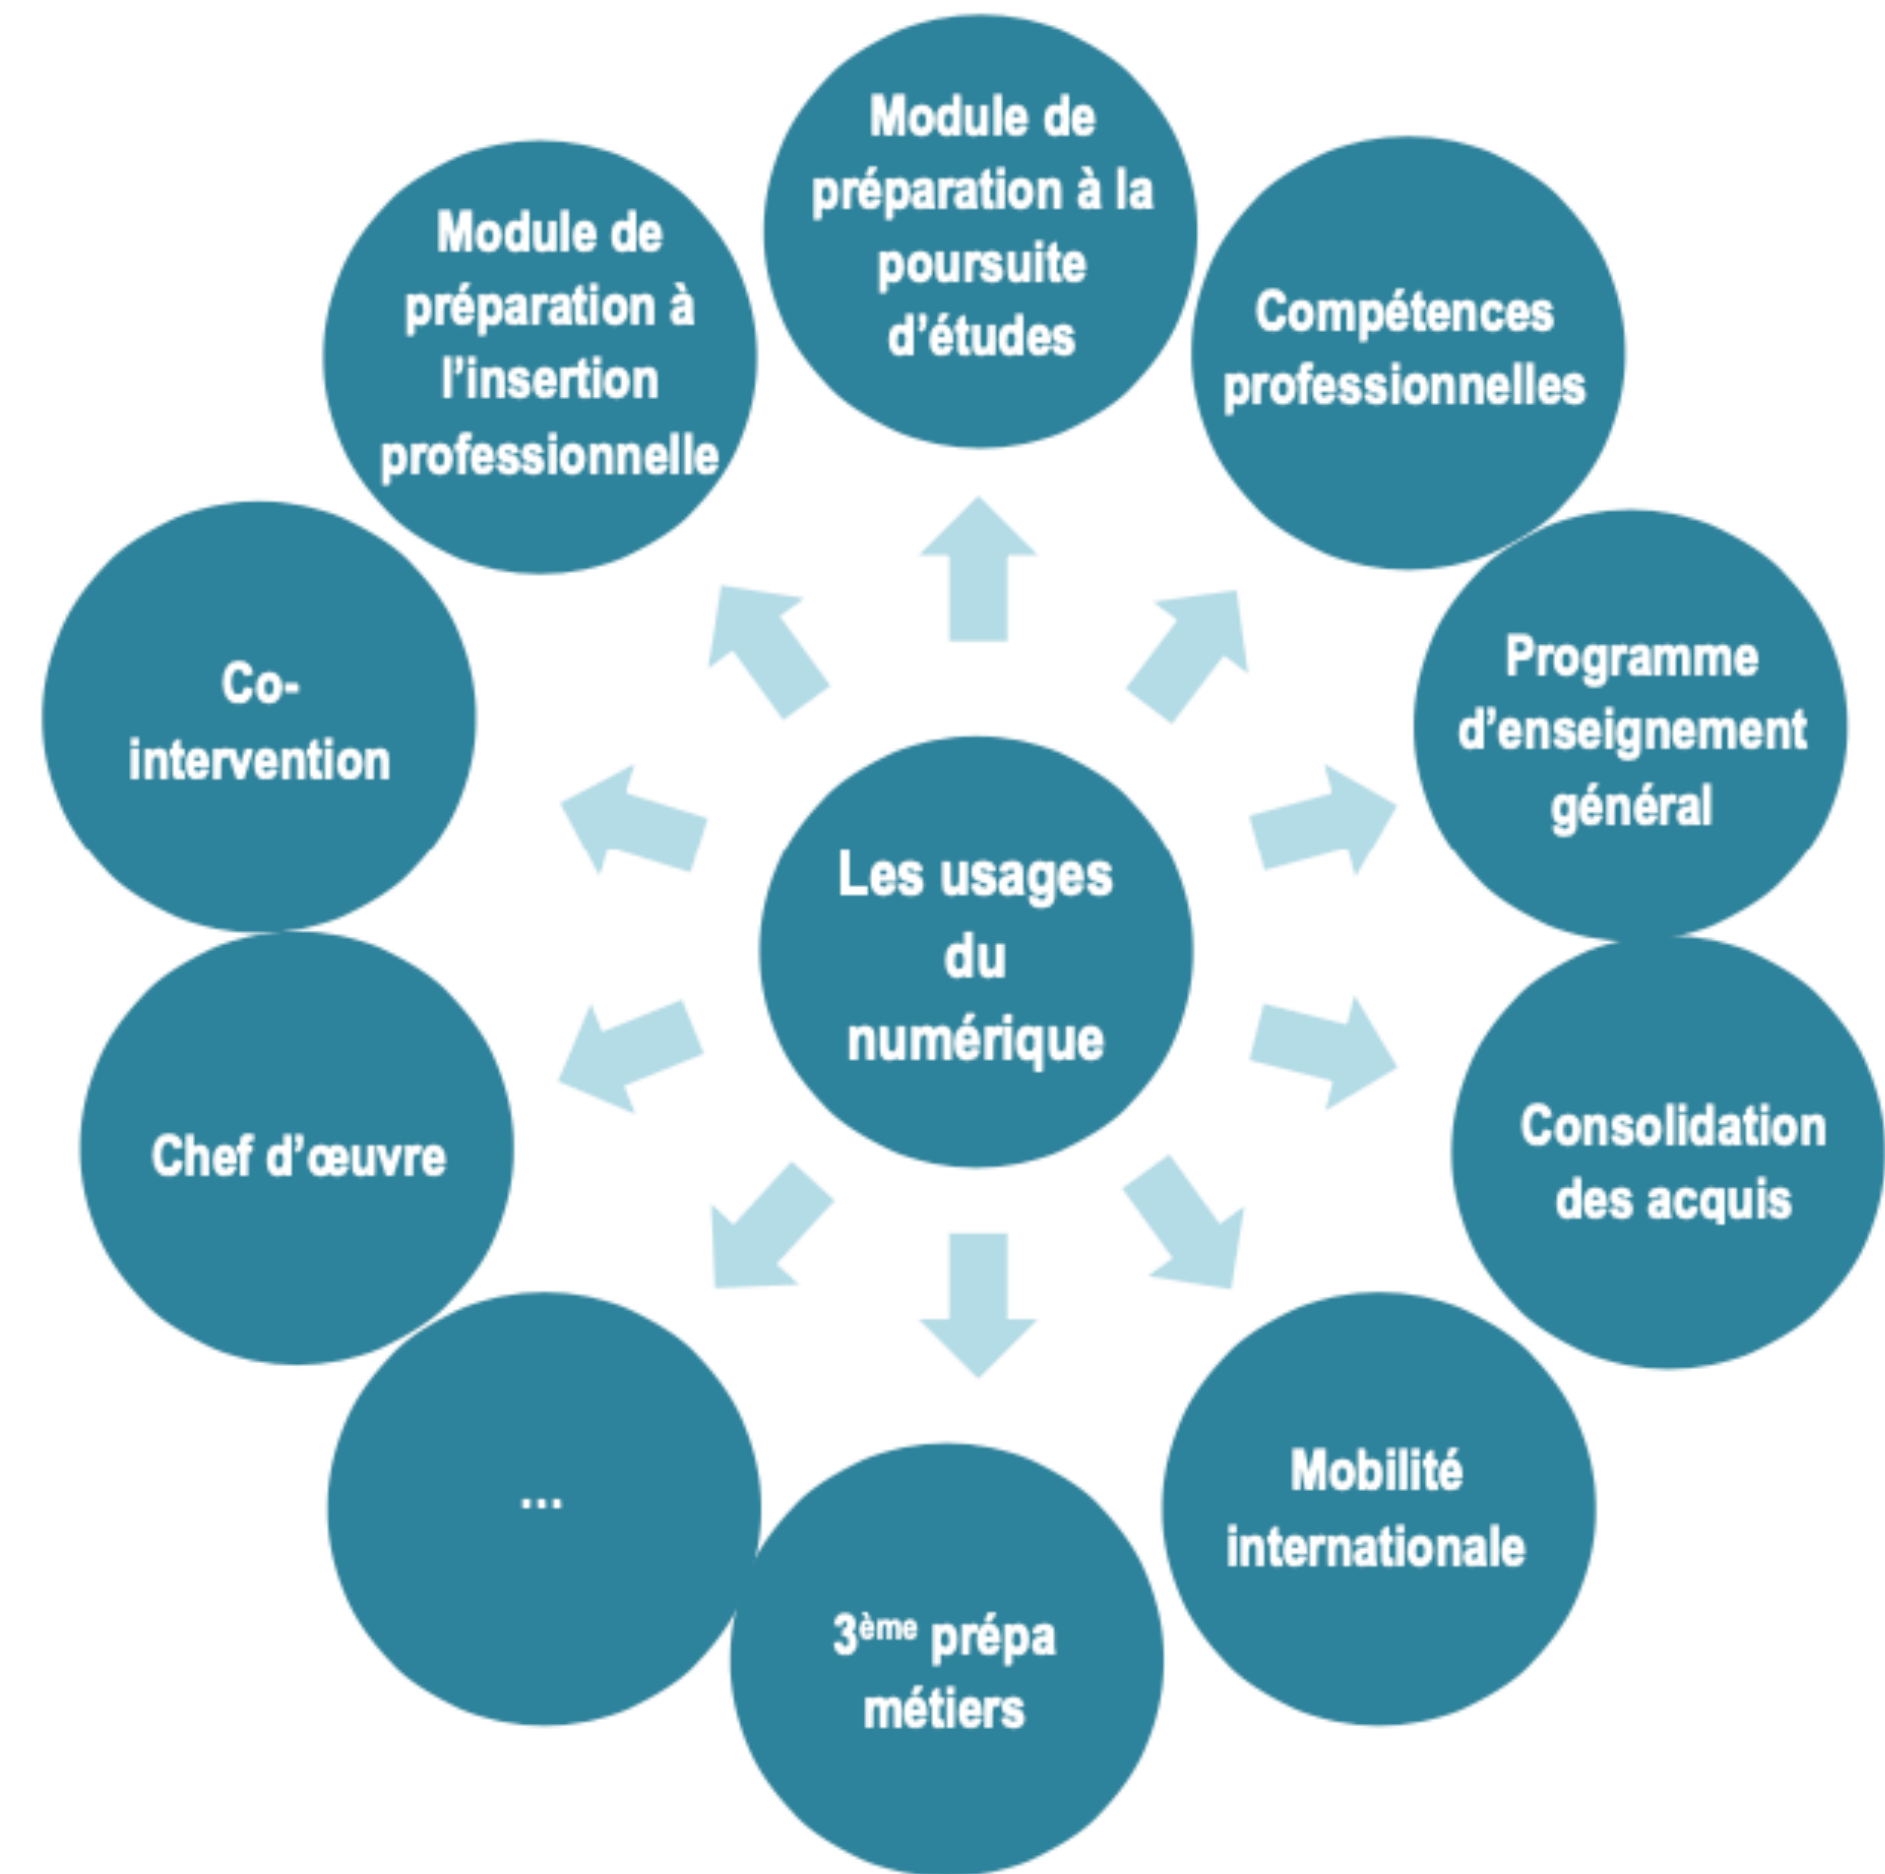 Module de
préparation à la
poursuite
d’études
Compétences
professionnelles
Programme
d’enseignement
général
Consolidation
des acquis
Mobilité
internationale
3ème prépa
métiers
...
Chef d’œuvre
Co-
intervention
Module de
préparation à
l’insertion
professionnelle
Les usages
du
numérique